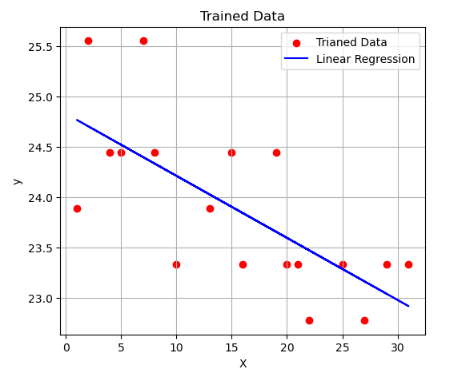 Trained Data
Trianed Data
Linear Regression
25.5
25.0
24.5
24.0
23.5
23.0
y
0 5 10 15 20 25 30
X